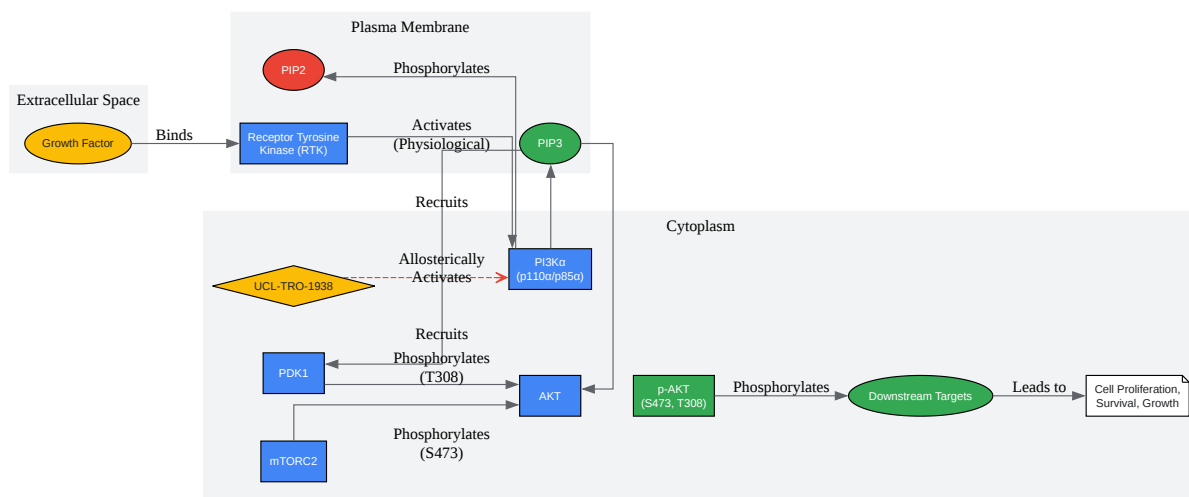 Plasma Membrane
PIP2
Phosphorylates
Extracellular Space
Growth Factor
Binds
Receptor Tyrosine
Kinase (RTK)
Activates
(Physiological)
PIP3
Recruits
Cytoplasm
UCL-TRO-1938
Allosterically
Activates
PI3Kα
(p110α/p85α)
Recruits
PDK1
Phosphorylates
(T308)
AKT
p-AKT
(S473, T308)
Phosphorylates
Downstream Targets
Leads to
Cell Proliferation,
Survival, Growth
mTORC2
Phosphorylates
(S473)